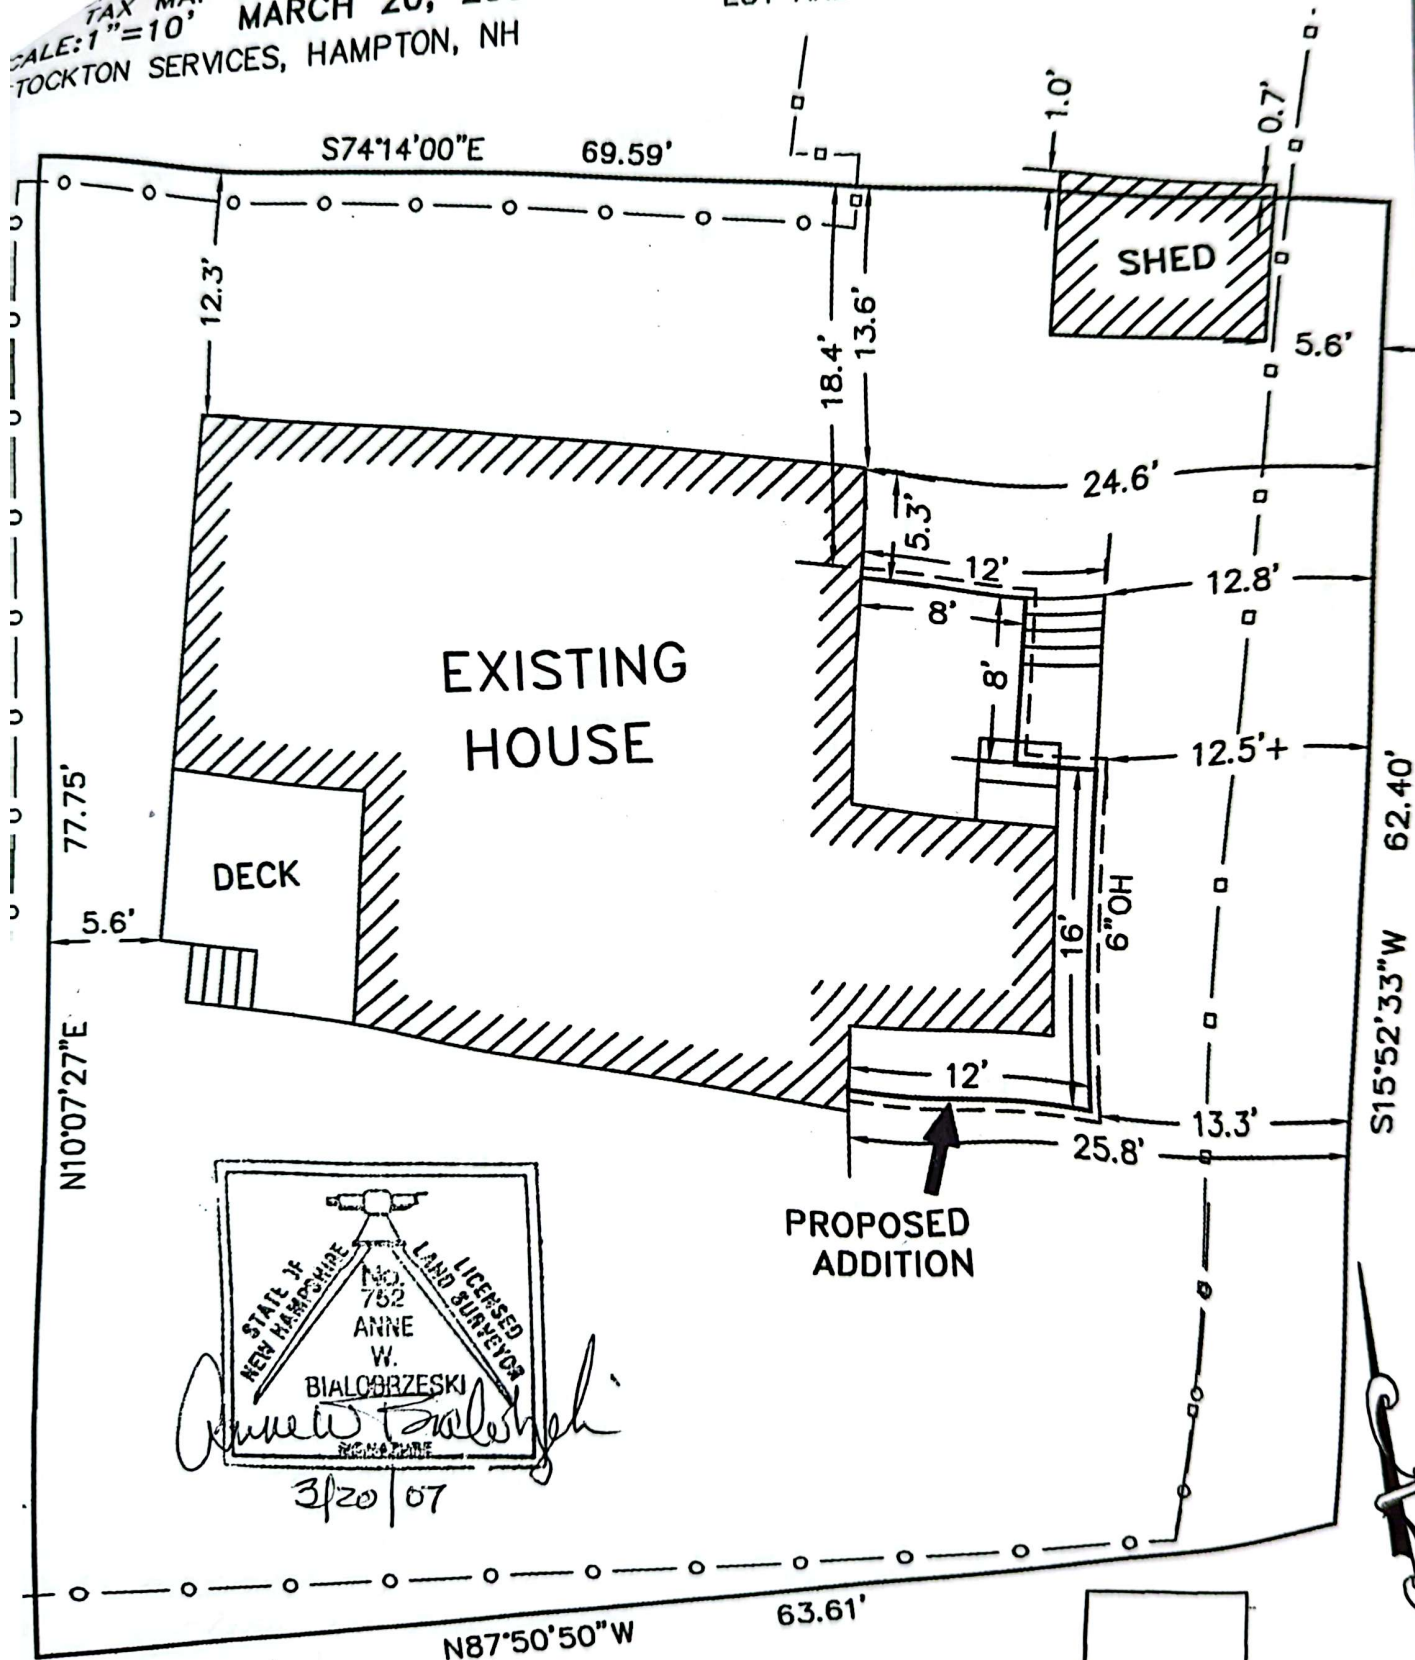 TAX
SCALE: 1"=10' MARCH 20,
STOCKTON SERVICES, HAMPTON, NH
S74°14'00"E 69.59'
1.0'
0.7'
SHED
5.6'
12.3'
18.4'
13.6'
24.6'
5.3'
12'
12.8'
8'
8'
EXISTING
HOUSE
12.5'+
77.75'
62.40'
DECK
5.6'
16'
6"OH
N10°07'27"E
S15°52'33"W
12'
13.3'
25.8'
PROPOSED
ADDITION
STATE OF
NEW HAMPSHIRE
LICENSED
LAND SURVEYOR
No.
752
ANNE
W.
BIALOBRZESKI
Anne W Bialobrzeski
SIGNATURE
3/20/07
63.61'
N87°50'50"W